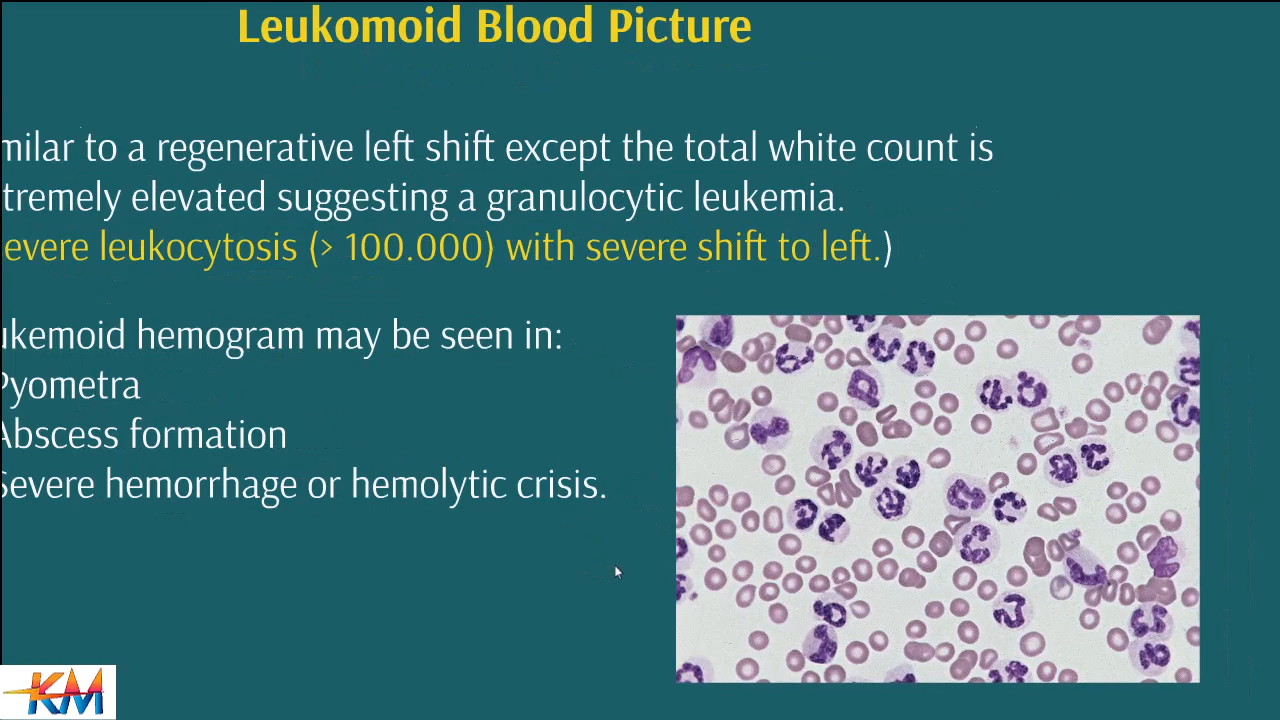 Leukomoid Blood Picture
milar to a regenerative left shift except the total white count is
tremely elevated suggesting a granulocytic leukemia.
evere leukocytosis (> 100.000) with severe shift to left.)
ukemoid hemogram may be seen in:
Pyometra
Abscess formation
Severe hemorrhage or hemolytic crisis.
KM